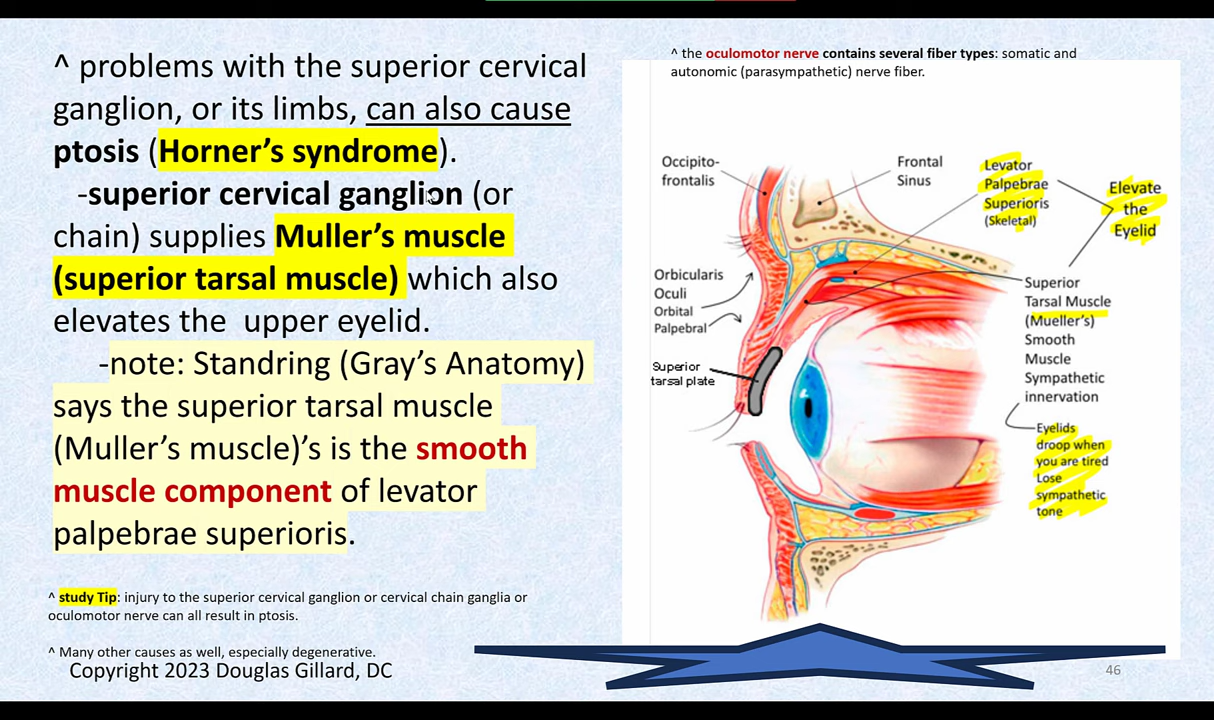 ^ problems with the superior cervical
ganglion, or its limbs, can also cause
ptosis (Horner’s syndrome).
-superior cervical ganglion (or
chain) supplies Muller’s muscle
(superior tarsal muscle) which also
elevates the upper eyelid.
-note: Standring (Gray’s Anatomy)
says the superior tarsal muscle
(Muller’s muscle)’s is the smooth
muscle component of levator
palpebrae superioris.
^ study Tip: injury to the superior cervical ganglion or cervical chain ganglia or
oculomotor nerve can all result in ptosis.
^ Many other causes as well, especially degenerative.
Copyright 2023 Douglas Gillard, DC
^ the oculomotor nerve contains several fiber types: somatic and
autonomic (parasympathetic) nerve fiber.
Occipito-
frontalis
Frontal
Sinus
Levator
Palpebrae
Superioris
(Skeletal)
Elevate
the
Eyelid
Orbicularis
Oculi
Orbital
Palpebral
Superior
tarsal plate
Superior
Tarsal Muscle
(Mueller’s)
Smooth
Muscle
Sympathetic
innervation
Eyelids
droop when
you are tired
Lose
sympathetic
tone
46